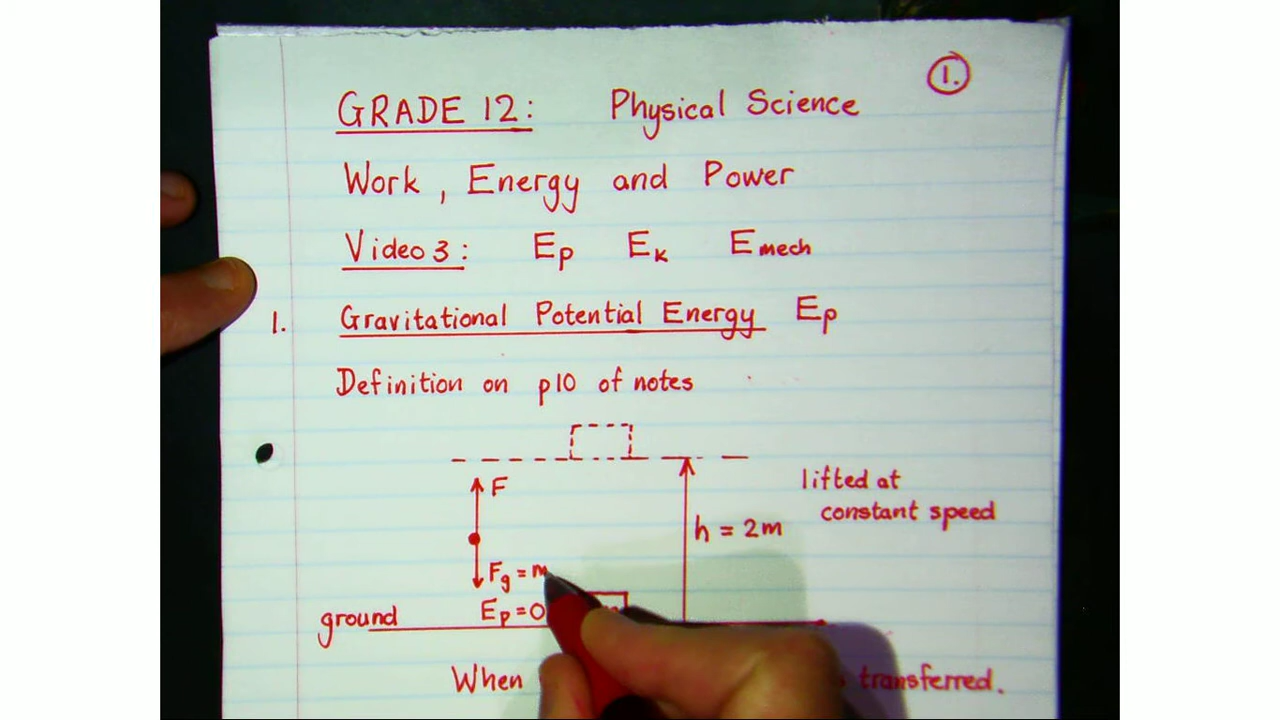 1.
GRADE 12: Physical Science
Work, Energy and Power
Video 3: Ep Ek Emech
1. Gravitational Potential Energy Ep
Definition on p10 of notes
F
lifted at
constant speed
h = 2m
Fg = m
Ep = 0
ground
When transferred.